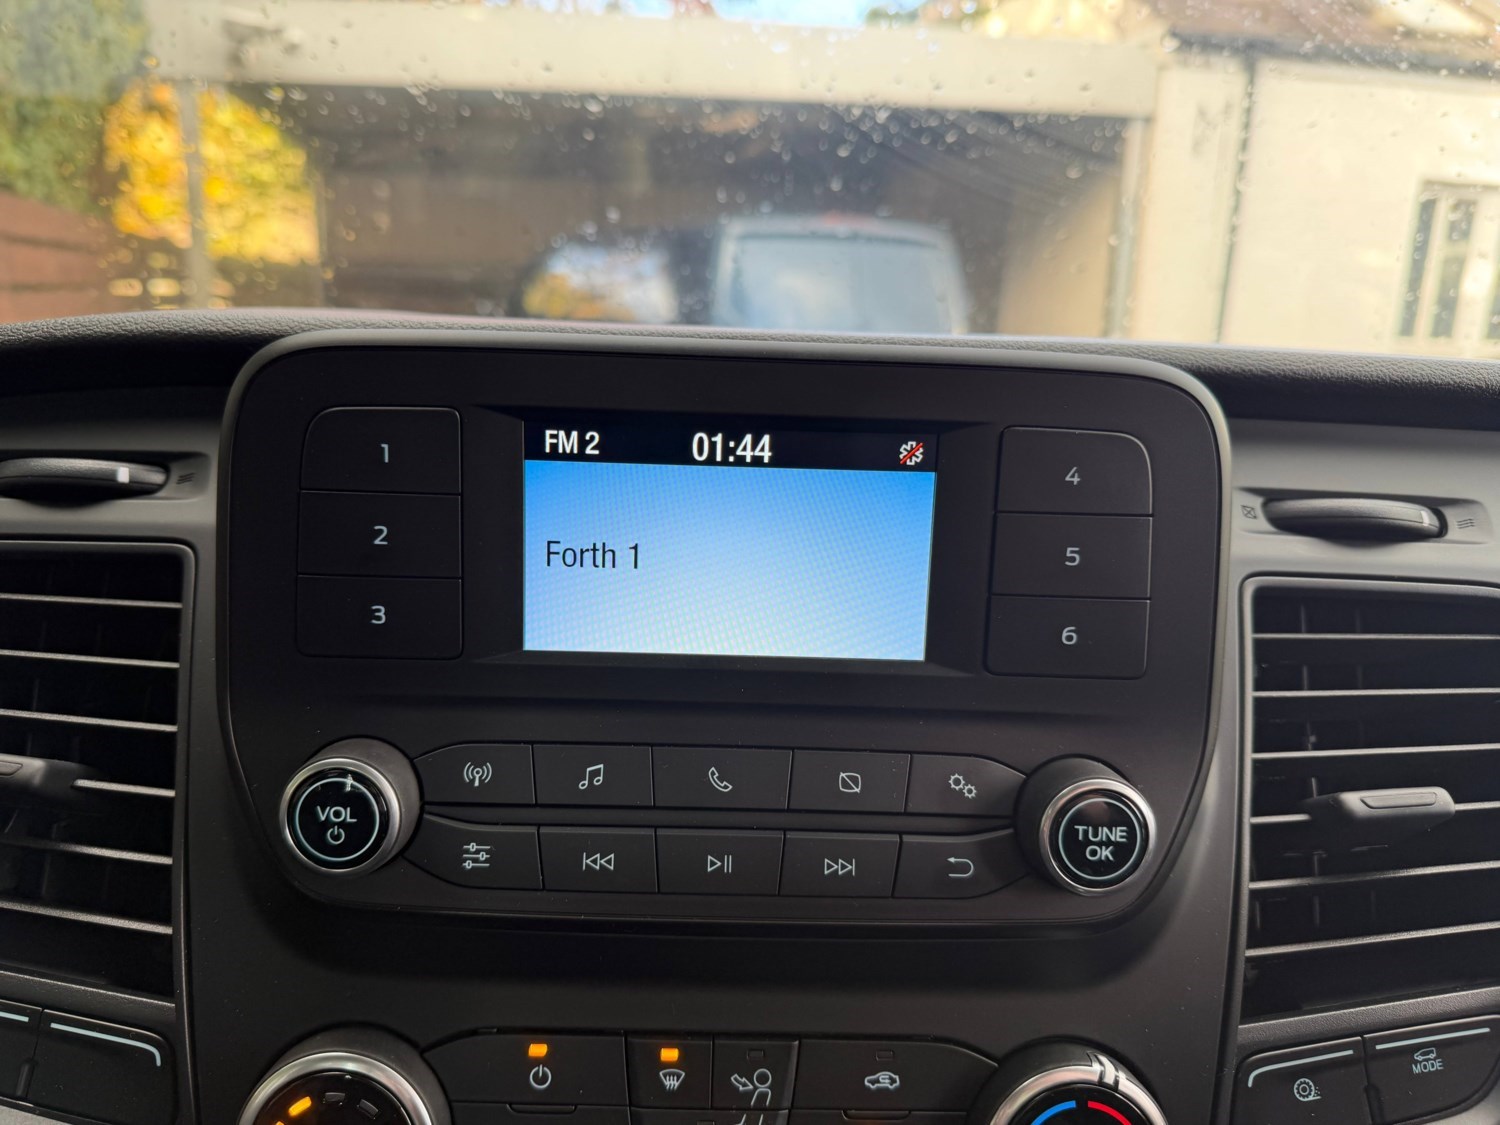 FM 2
01:44
Forth 1
1
2
3
4
5
6
VOL
TUNE
OK
MODE